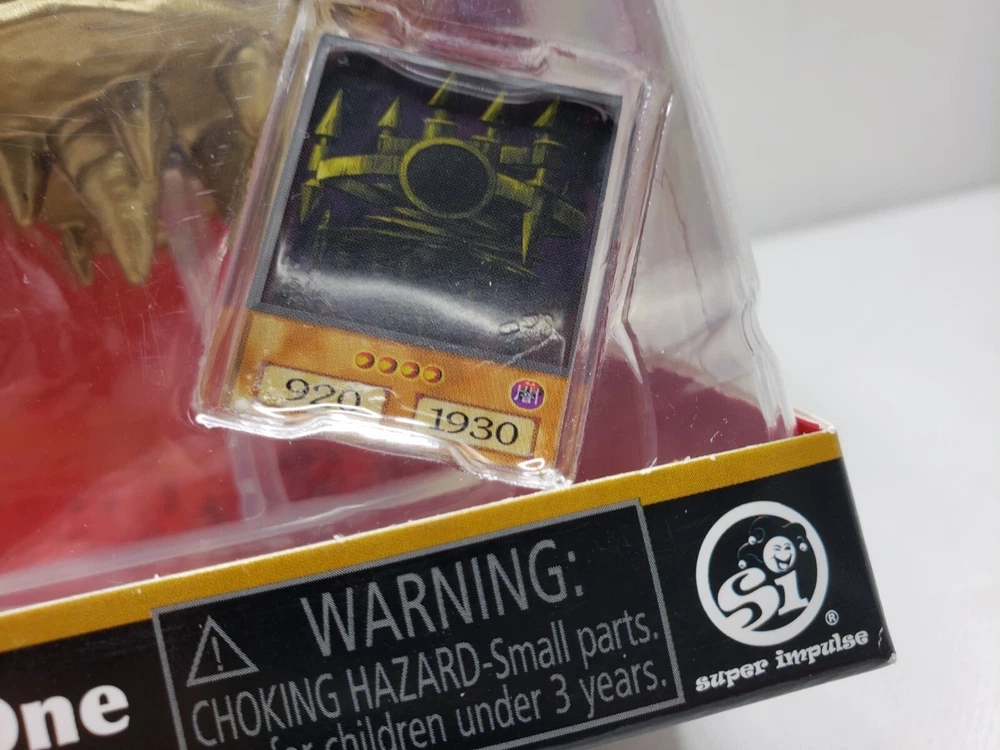 920
1930
WARNING:
CHOKING HAZARD-Small parts.
for children under 3 years.
Si
®
super impulse
One